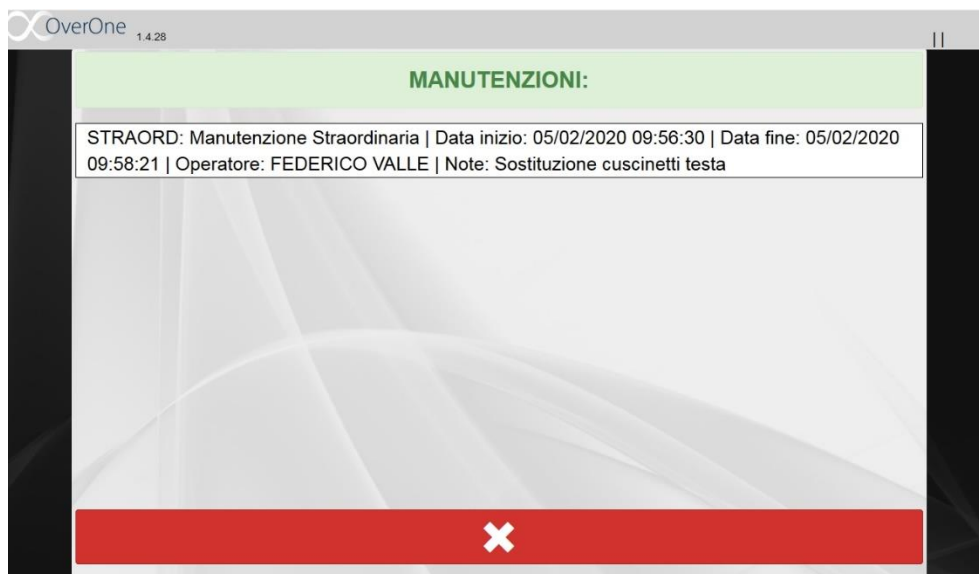 OverOne 1.4.28
||
MANUTENZIONI:
STRAORD: Manutenzione Straordinaria | Data inizio: 05/02/2020 09:56:30 | Data fine: 05/02/2020
09:58:21 | Operatore: FEDERICO VALLE | Note: Sostituzione cuscinetti testa